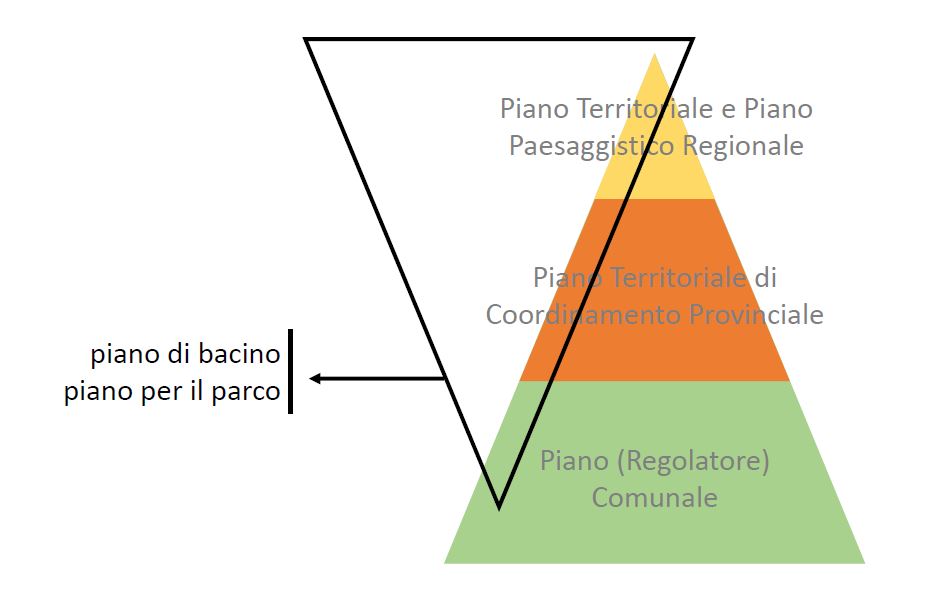 Piano Territoriale e Piano
Paesaggistico Regionale
Piano Territoriale di
Coordinamento Provinciale
piano di bacino
piano per il parco
Piano (Regolatore)
Comunale